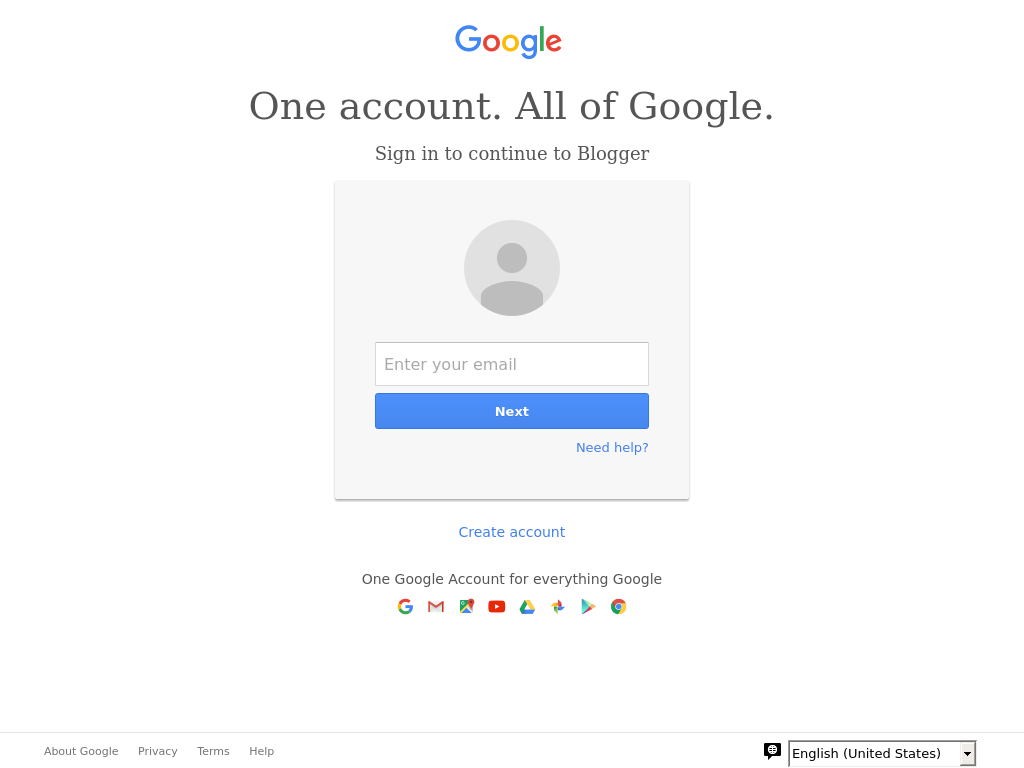 Google
One account. All of Google.
Sign in to continue to Blogger
Enter your email
Next
Need help?
Create account
One Google Account for everything Google
About Google Privacy Terms Help English (United States)